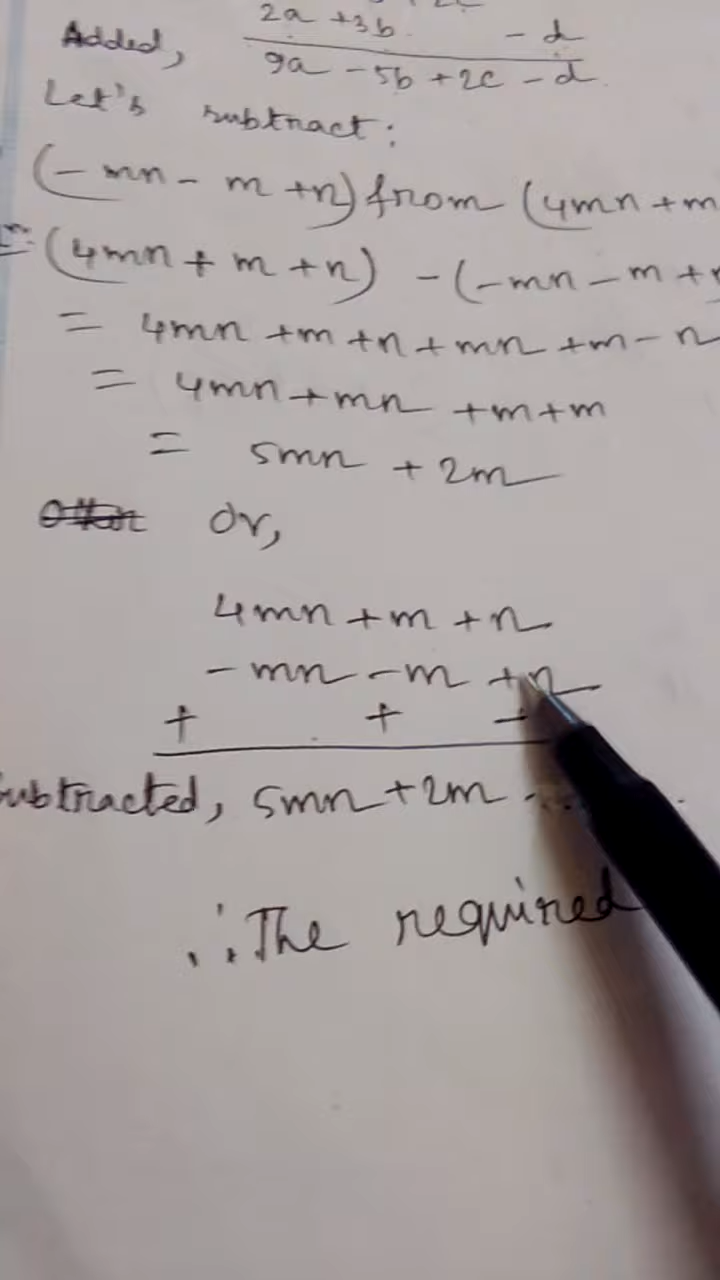 2a + 3b - d
Added, 9a - 5b + 2c - d
Let's subtract:
(- mn - m + n) from (4mn + m
(4mn + m + n) - (- mn - m +
= 4mn + m + n + mn + m - n
= 4mn + mn + m + m
= 5mn + 2m
Or,
4mn + m + n
- mn - m + n
+ + -
Subtracted, 5mn + 2m
∴ The required